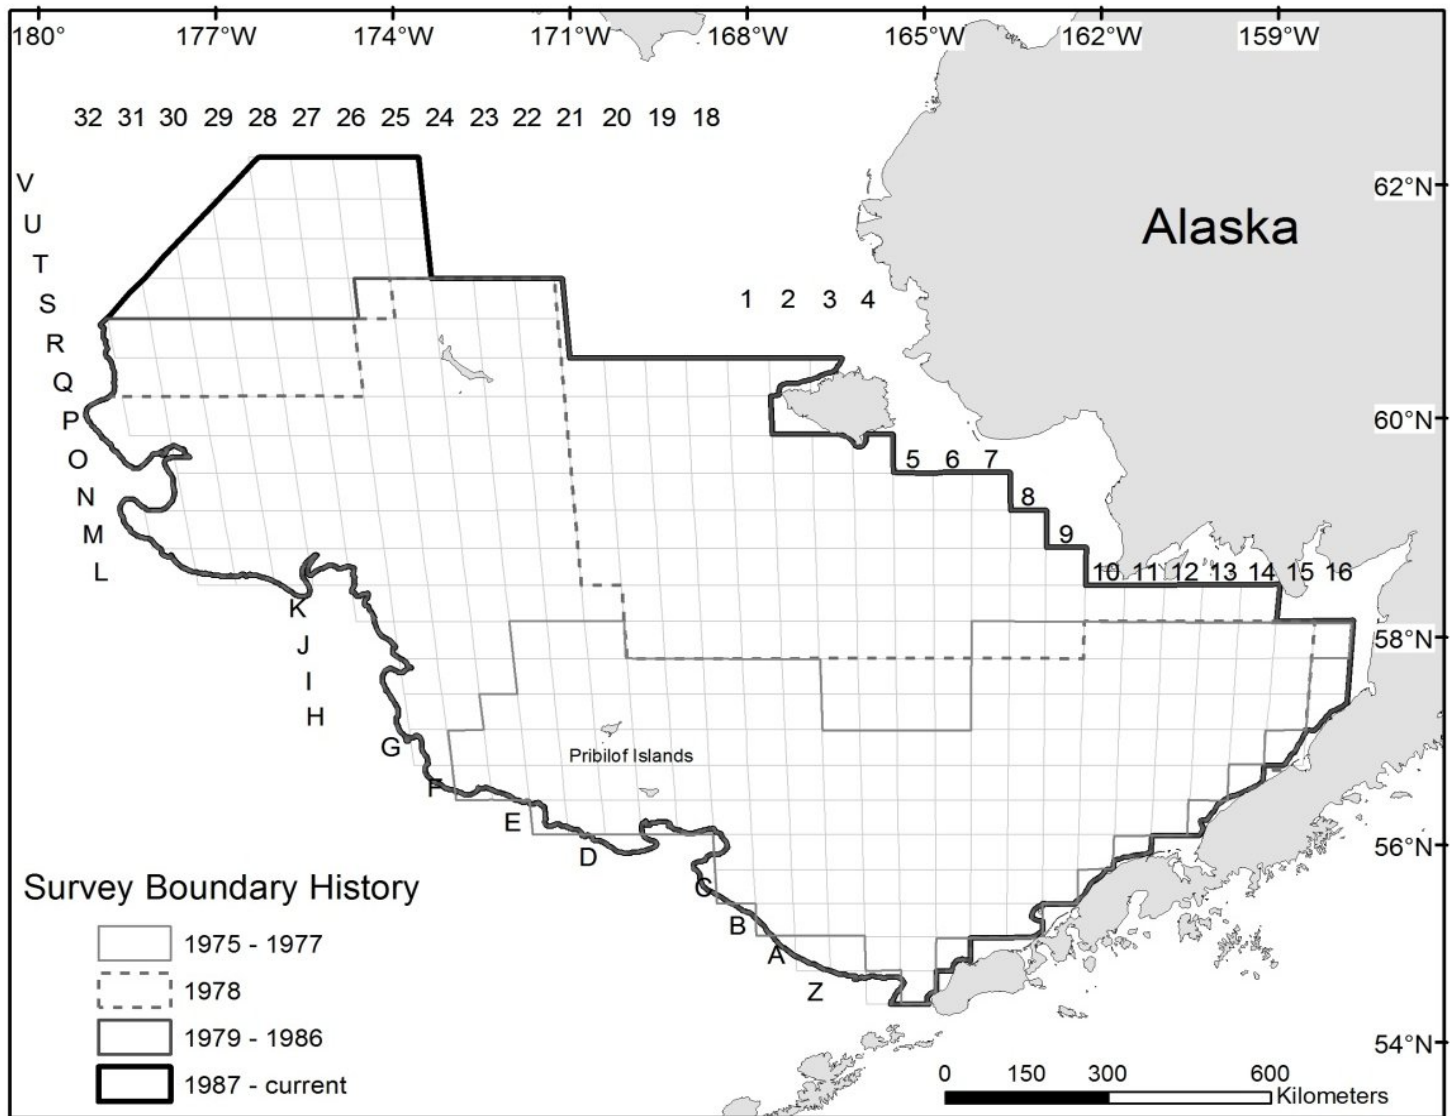 180° 177°W 174°W 171°W 168°W 165°W 162°W 159°W
32 31 30 29 28 27 26 25 24 23 22 21 20 19 18
V
62°N
U
Alaska
T
S
1 2 3 4
R
Q
P
60°N
O
5 6 7
N
8
M
9
L
10 11 12 13 14 15 16
K
J
58°N
I
H
G
Pribilof Islands
F
E
D
56°N
C
B
A
Z
Survey Boundary History
1975 - 1977
1978
1979 - 1986
1987 - current
54°N
0 150 300 600
Kilometers